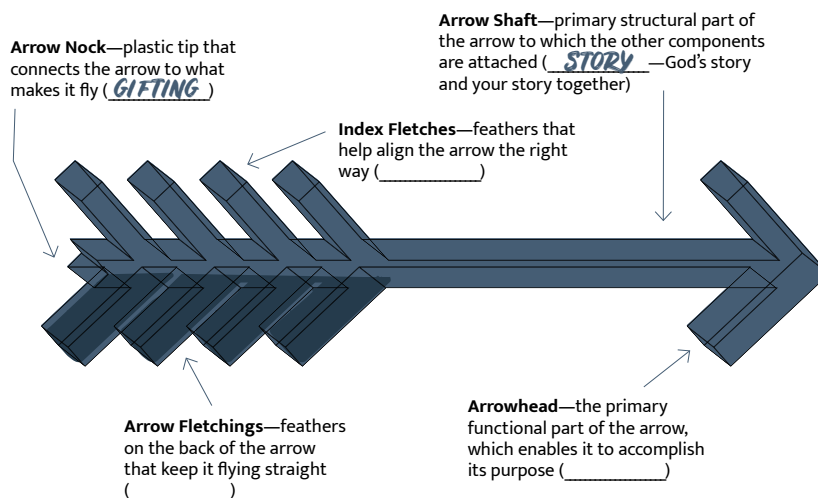 Arrow Nock—plastic tip that
connects the arrow to what
makes it fly (GIFTING)
Arrow Shaft—primary structural part of
the arrow to which the other components
are attached (STORY—God's story
and your story together)
Index Fletches—feathers that
help align the arrow the right
way (____________)
Arrow Fletchings—feathers
on the back of the arrow
that keep it flying straight
(____________)
Arrowhead—the primary
functional part of the arrow,
which enables it to accomplish
its purpose (____________)